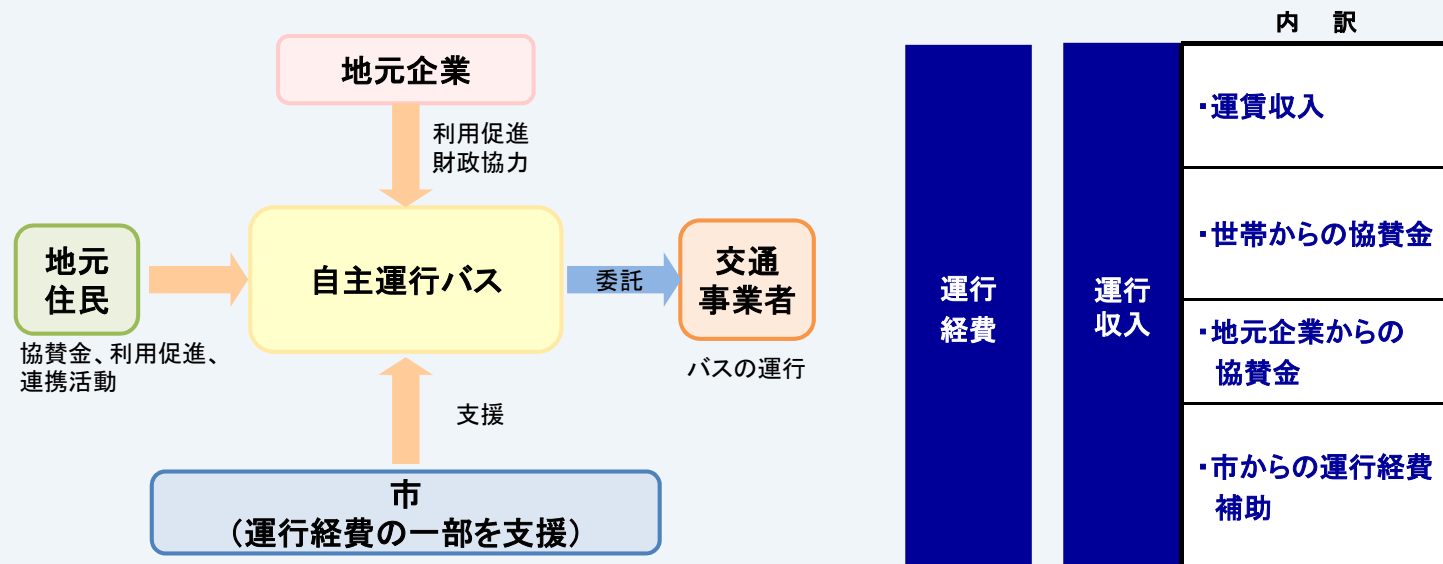 地元企業
利用促進
財政協力
地元
住民
協賛金、利用促進、
連携活動
自主運行バス
委託
交通
事業者
バスの運行
支援
市
（運行経費の一部を支援）
運行
経費
運行
収入
内　訳
・運賃収入
・世帯からの協賛金
・地元企業からの
協賛金
・市からの運行経費
補助